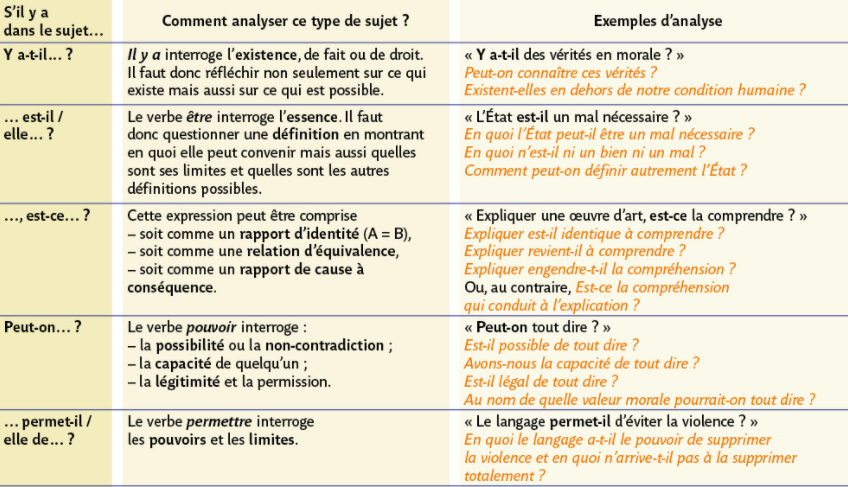 S'il y a
dans le sujet…
Comment analyser ce type de sujet ?
Exemples d'analyse
Y a-t-il… ?
Il y a interroge l'existence, de fait ou de droit.
Il faut donc réfléchir non seulement sur ce qui
existe mais aussi sur ce qui est possible.
« Y a-t-il des vérités en morale ? »
Peut-on connaître ces vérités ?
Existent-elles en dehors de notre condition humaine ?
… est-il /
elle… ?
Le verbe être interroge l'essence. Il faut
donc questionner une définition en montrant
en quoi elle peut convenir mais aussi quelles
sont ses limites et quelles sont les autres
définitions possibles.
« L'État est-il un mal nécessaire ? »
En quoi l'État peut-il être un mal nécessaire ?
En quoi n'est-il ni un bien ni un mal ?
Comment peut-on définir autrement l'État ?
…, est-ce… ?
Cette expression peut être comprise
– soit comme un rapport d'identité (A = B),
– soit comme une relation d'équivalence,
– soit comme un rapport de cause à
conséquence.
« Expliquer une œuvre d'art, est-ce la comprendre ? »
Expliquer est-il identique à comprendre ?
Expliquer revient-il à comprendre ?
Expliquer engendre-t-il la compréhension ?
Ou, au contraire, Est-ce la compréhension
qui conduit à l'explication ?
Peut-on… ?
Le verbe pouvoir interroge :
– la possibilité ou la non-contradiction ;
– la capacité de quelqu'un ;
– la légitimité et la permission.
« Peut-on tout dire ? »
Est-il possible de tout dire ?
Avons-nous la capacité de tout dire ?
Est-il légal de tout dire ?
Au nom de quelle valeur morale pourrait-on tout dire ?
… permet-il /
elle de… ?
Le verbe permettre interroge
les pouvoirs et les limites.
« Le langage permet-il d'éviter la violence ? »
En quoi le langage a-t-il le pouvoir de supprimer
la violence et en quoi n'arrive-t-il pas à la supprimer
totalement ?